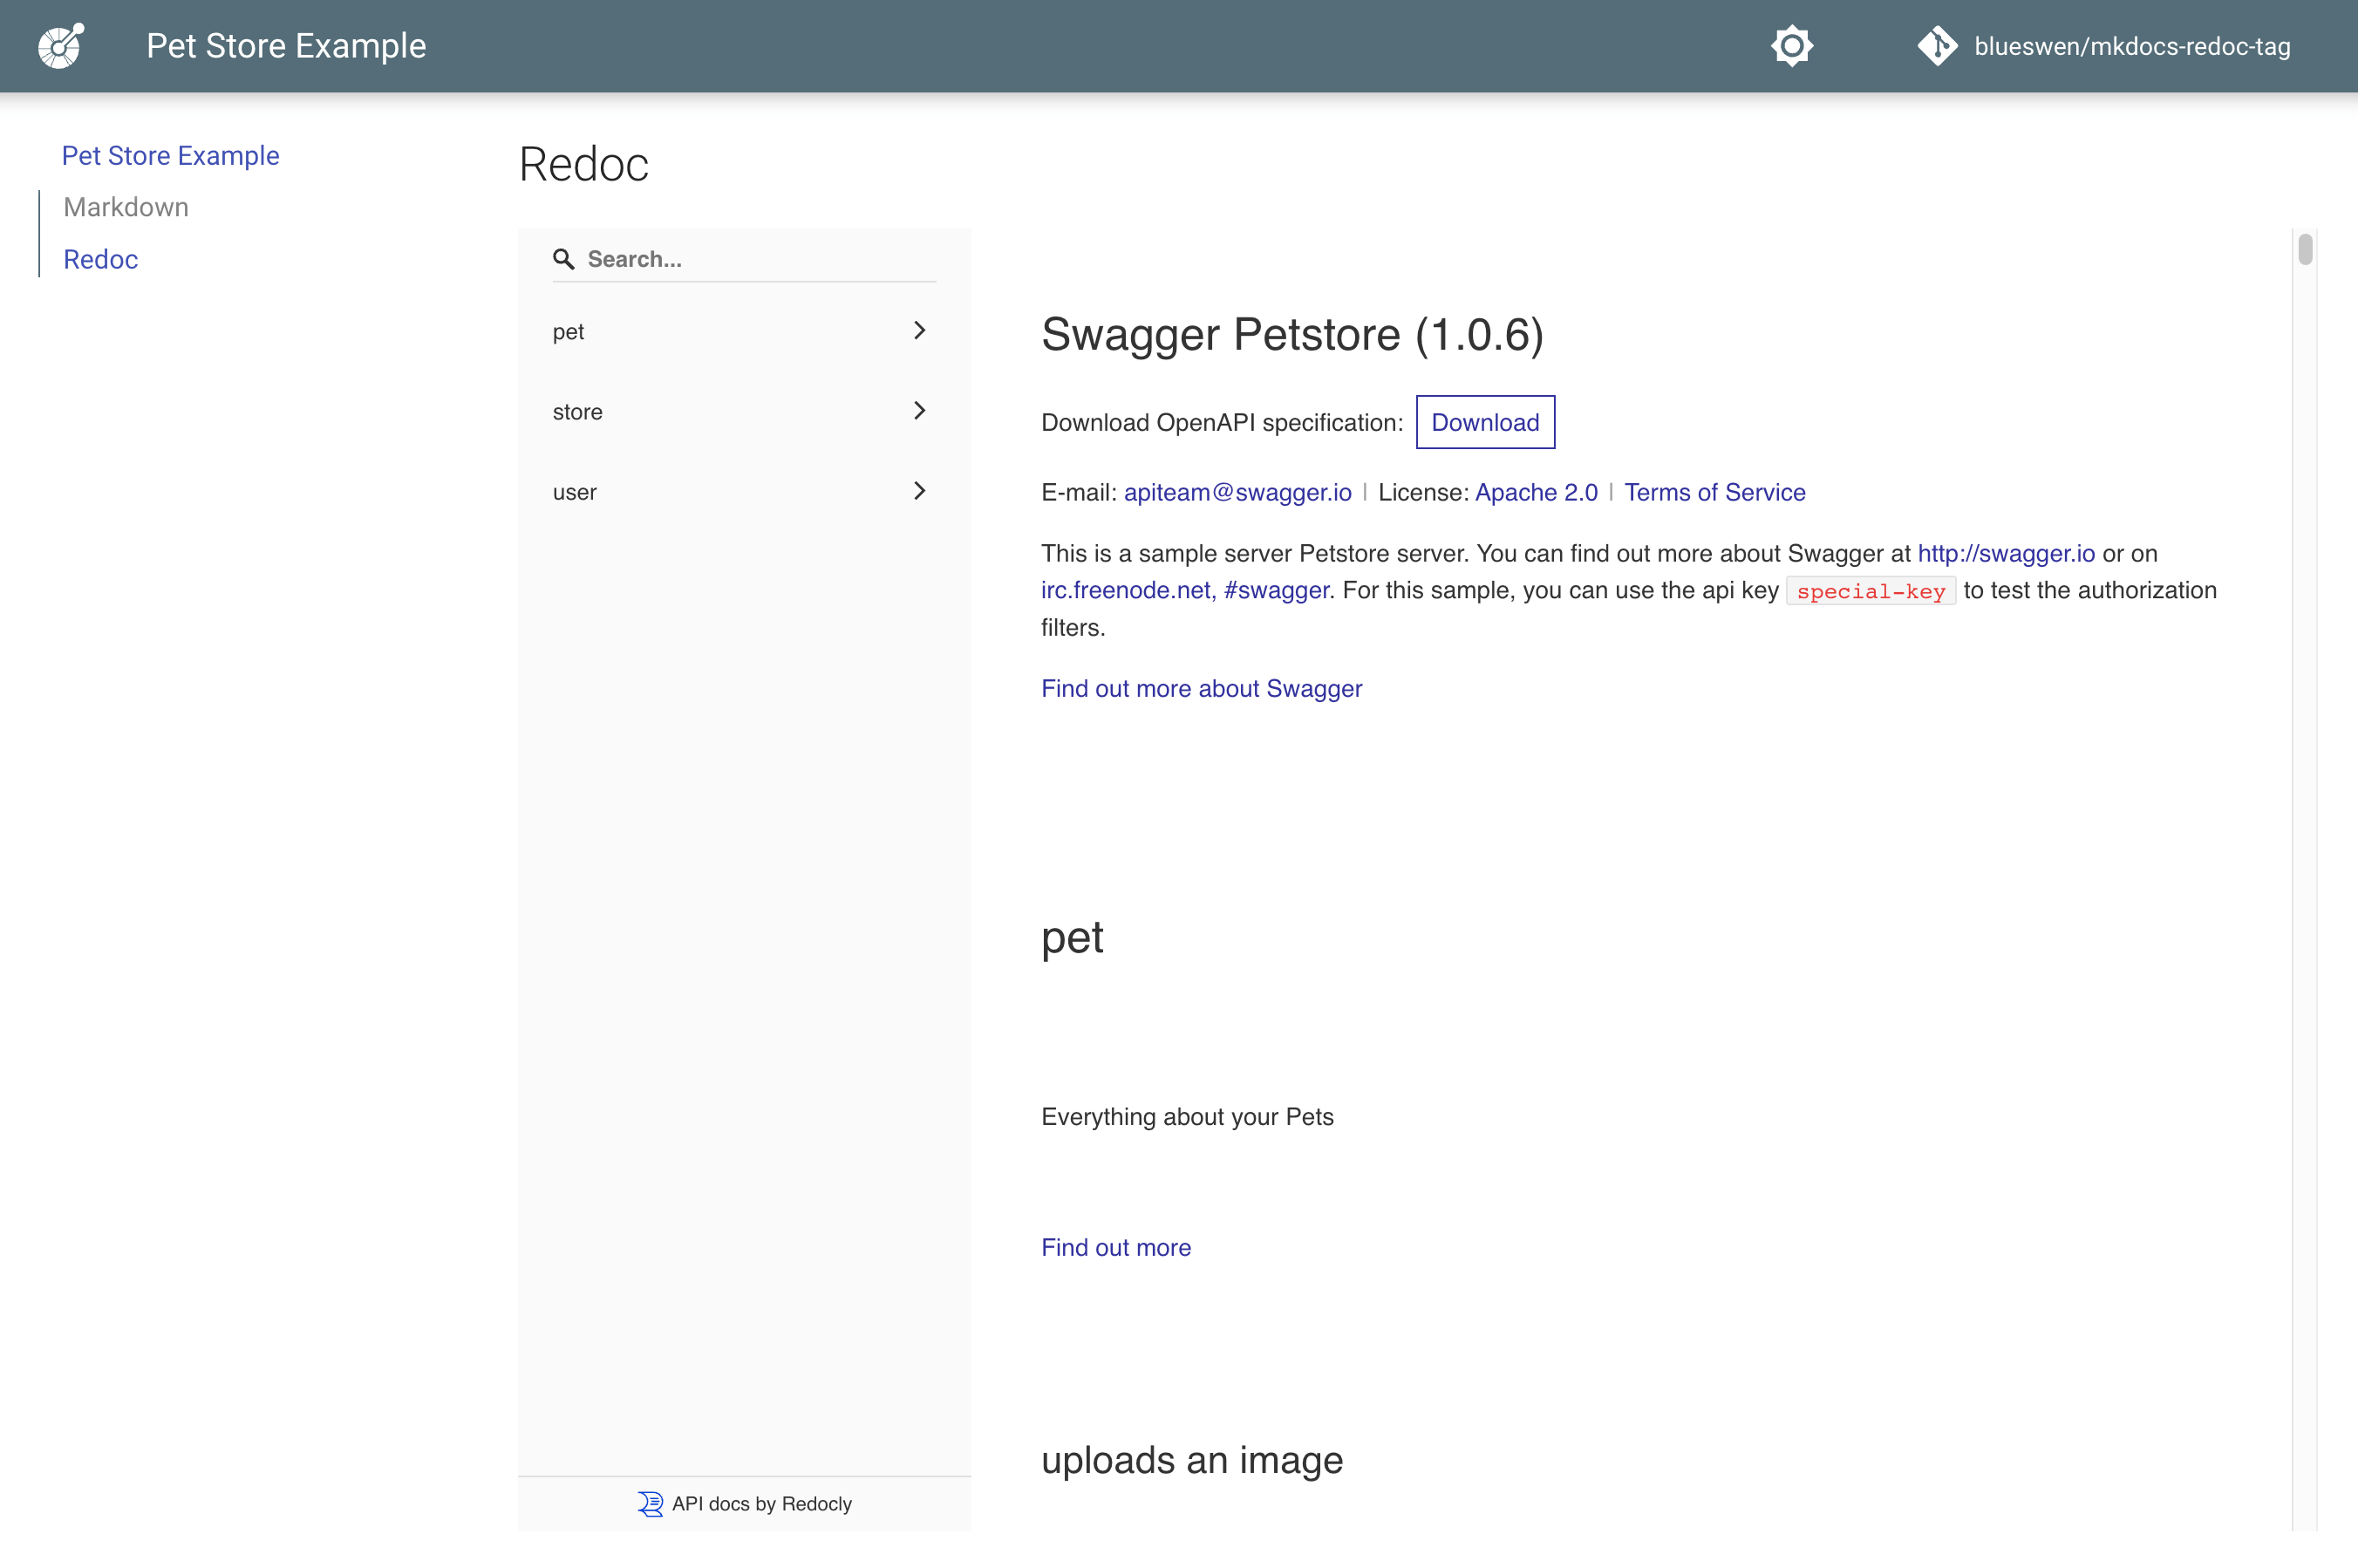 Pet Store Example
blueswen/mkdocs-redoc-tag
Pet Store Example
Markdown
Redoc
Redoc
Search...
pet
store
user
API docs by Redocly
Swagger Petstore (1.0.6)
Download OpenAPI specification: Download
E-mail: apiteam@swagger.io | License: Apache 2.0 | Terms of Service
This is a sample server Petstore server. You can find out more about Swagger at http://swagger.io or on
irc.freenode.net, #swagger. For this sample, you can use the api key special-key to test the authorization
filters.
Find out more about Swagger
pet
Everything about your Pets
Find out more
uploads an image